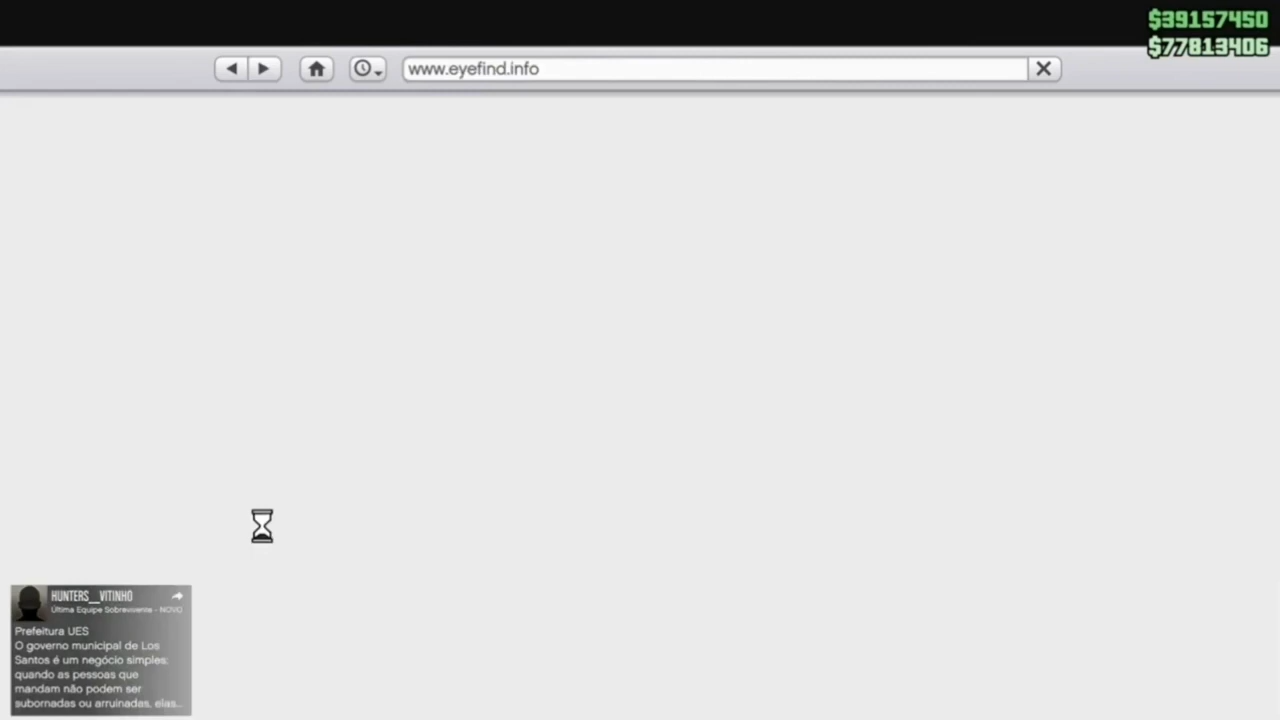 $39157450
$77813406
www.eyefind.info
HUNTERS__VITINHO
Última Equipe Sobrevivente - NOVO
Prefeitura UES
O governo municipal de Los
Santos é um negócio simples:
quando as pessoas que
mandam não podem ser
subornadas ou arruinadas, elas...